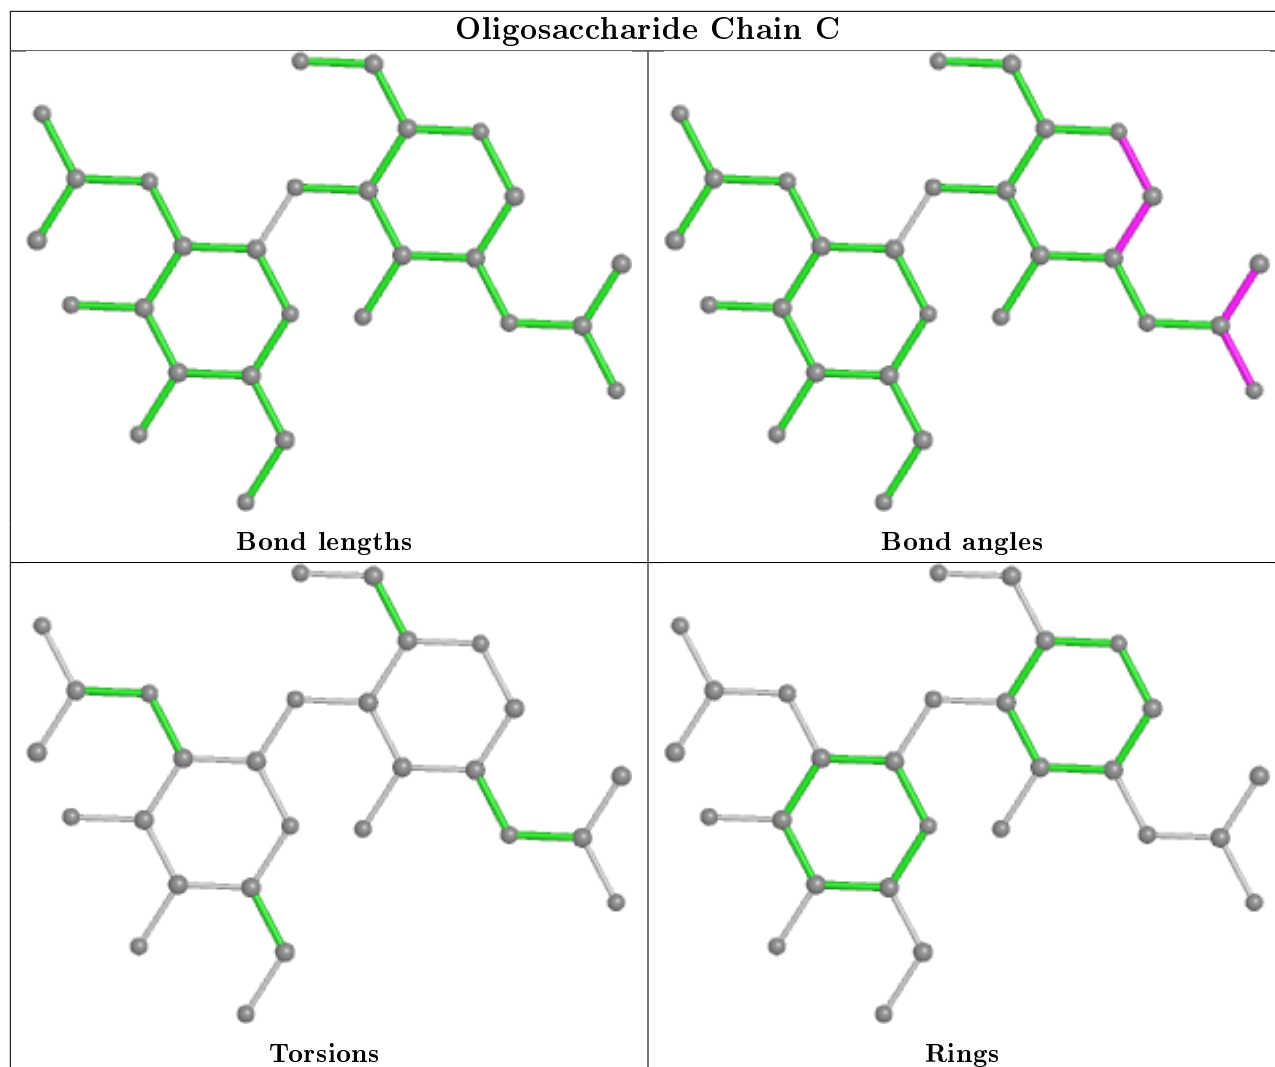 Oligosaccharide Chain C
Bond lengths
Bond angles
Torsions
Rings